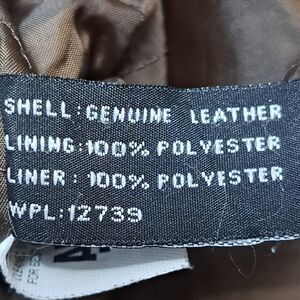 SHELL: GENUINE LEATHER
LINING: 100% POLYESTER
LINER: 100% POLYESTER
WPL: 12739